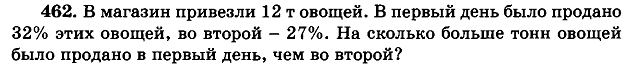 462. В магазин привезли 12 т овощей. В первый день было продано
32% этих овощей, во второй – 27%. На сколько больше тонн овощей
было продано в первый день, чем во второй?